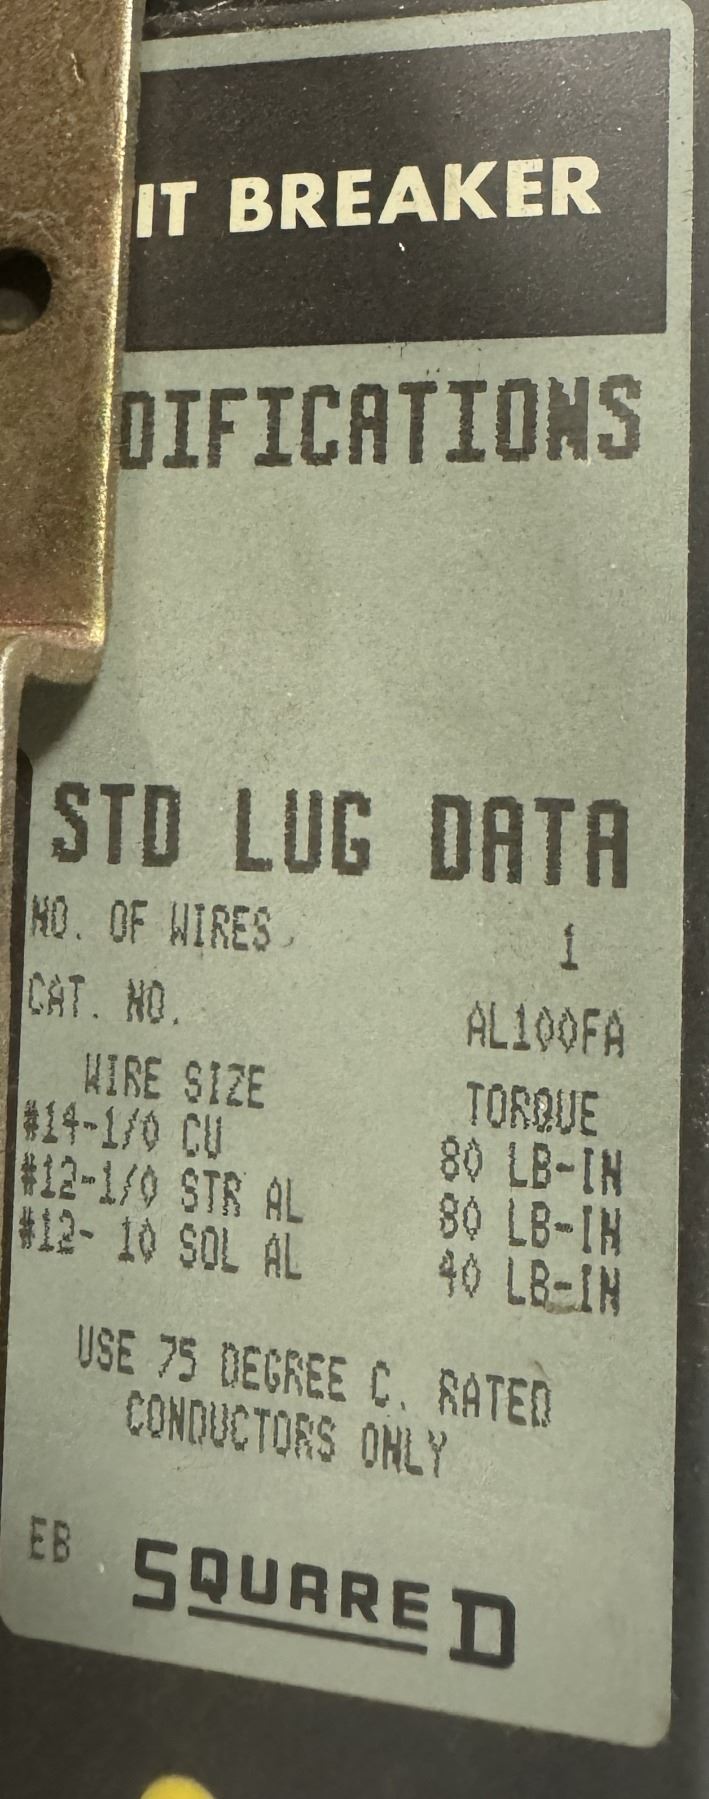 IT BREAKER
DIFICATIONS
STD LUG DATA
NO. OF WIRES 1
CAT. NO. AL100FA
WIRE SIZE TORQUE
#14-1/0 CU 80 LB-IN
#12-1/0 STR AL 80 LB-IN
#12- 10 SOL AL 40 LB-IN
USE 75 DEGREE C. RATED
CONDUCTORS ONLY
EB
SQUARE D